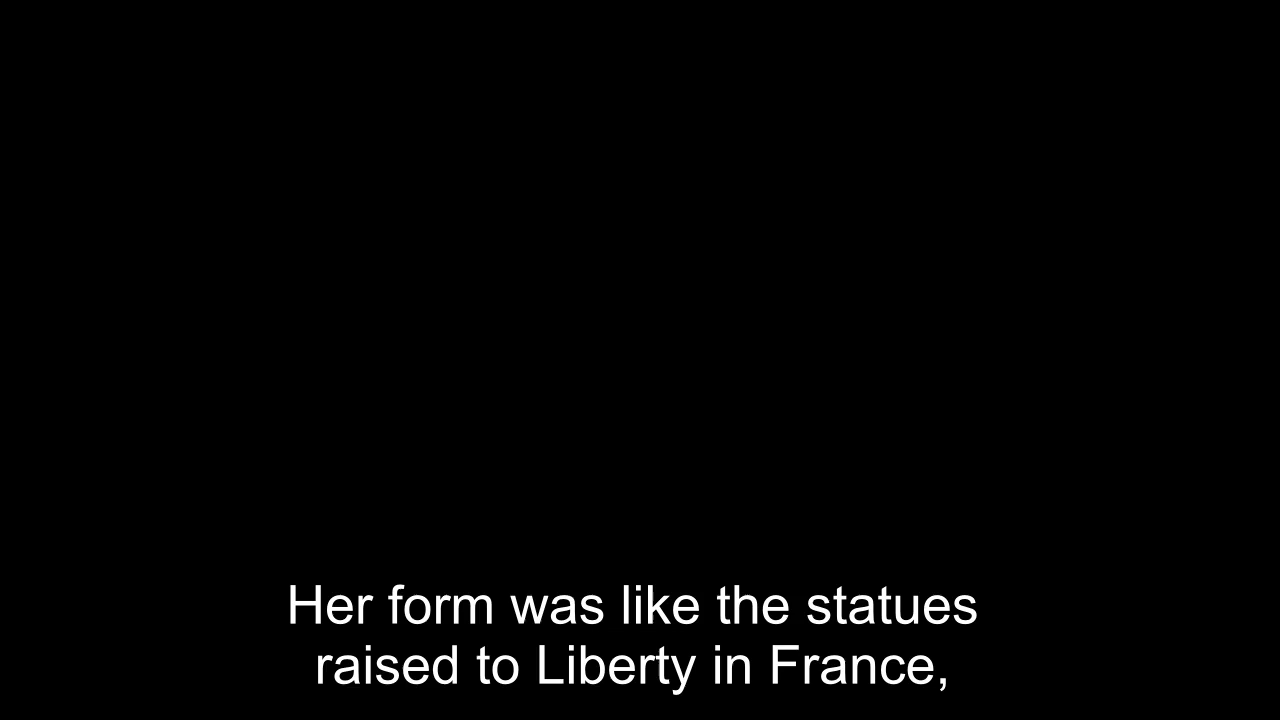 Her form was like the statues
raised to Liberty in France,